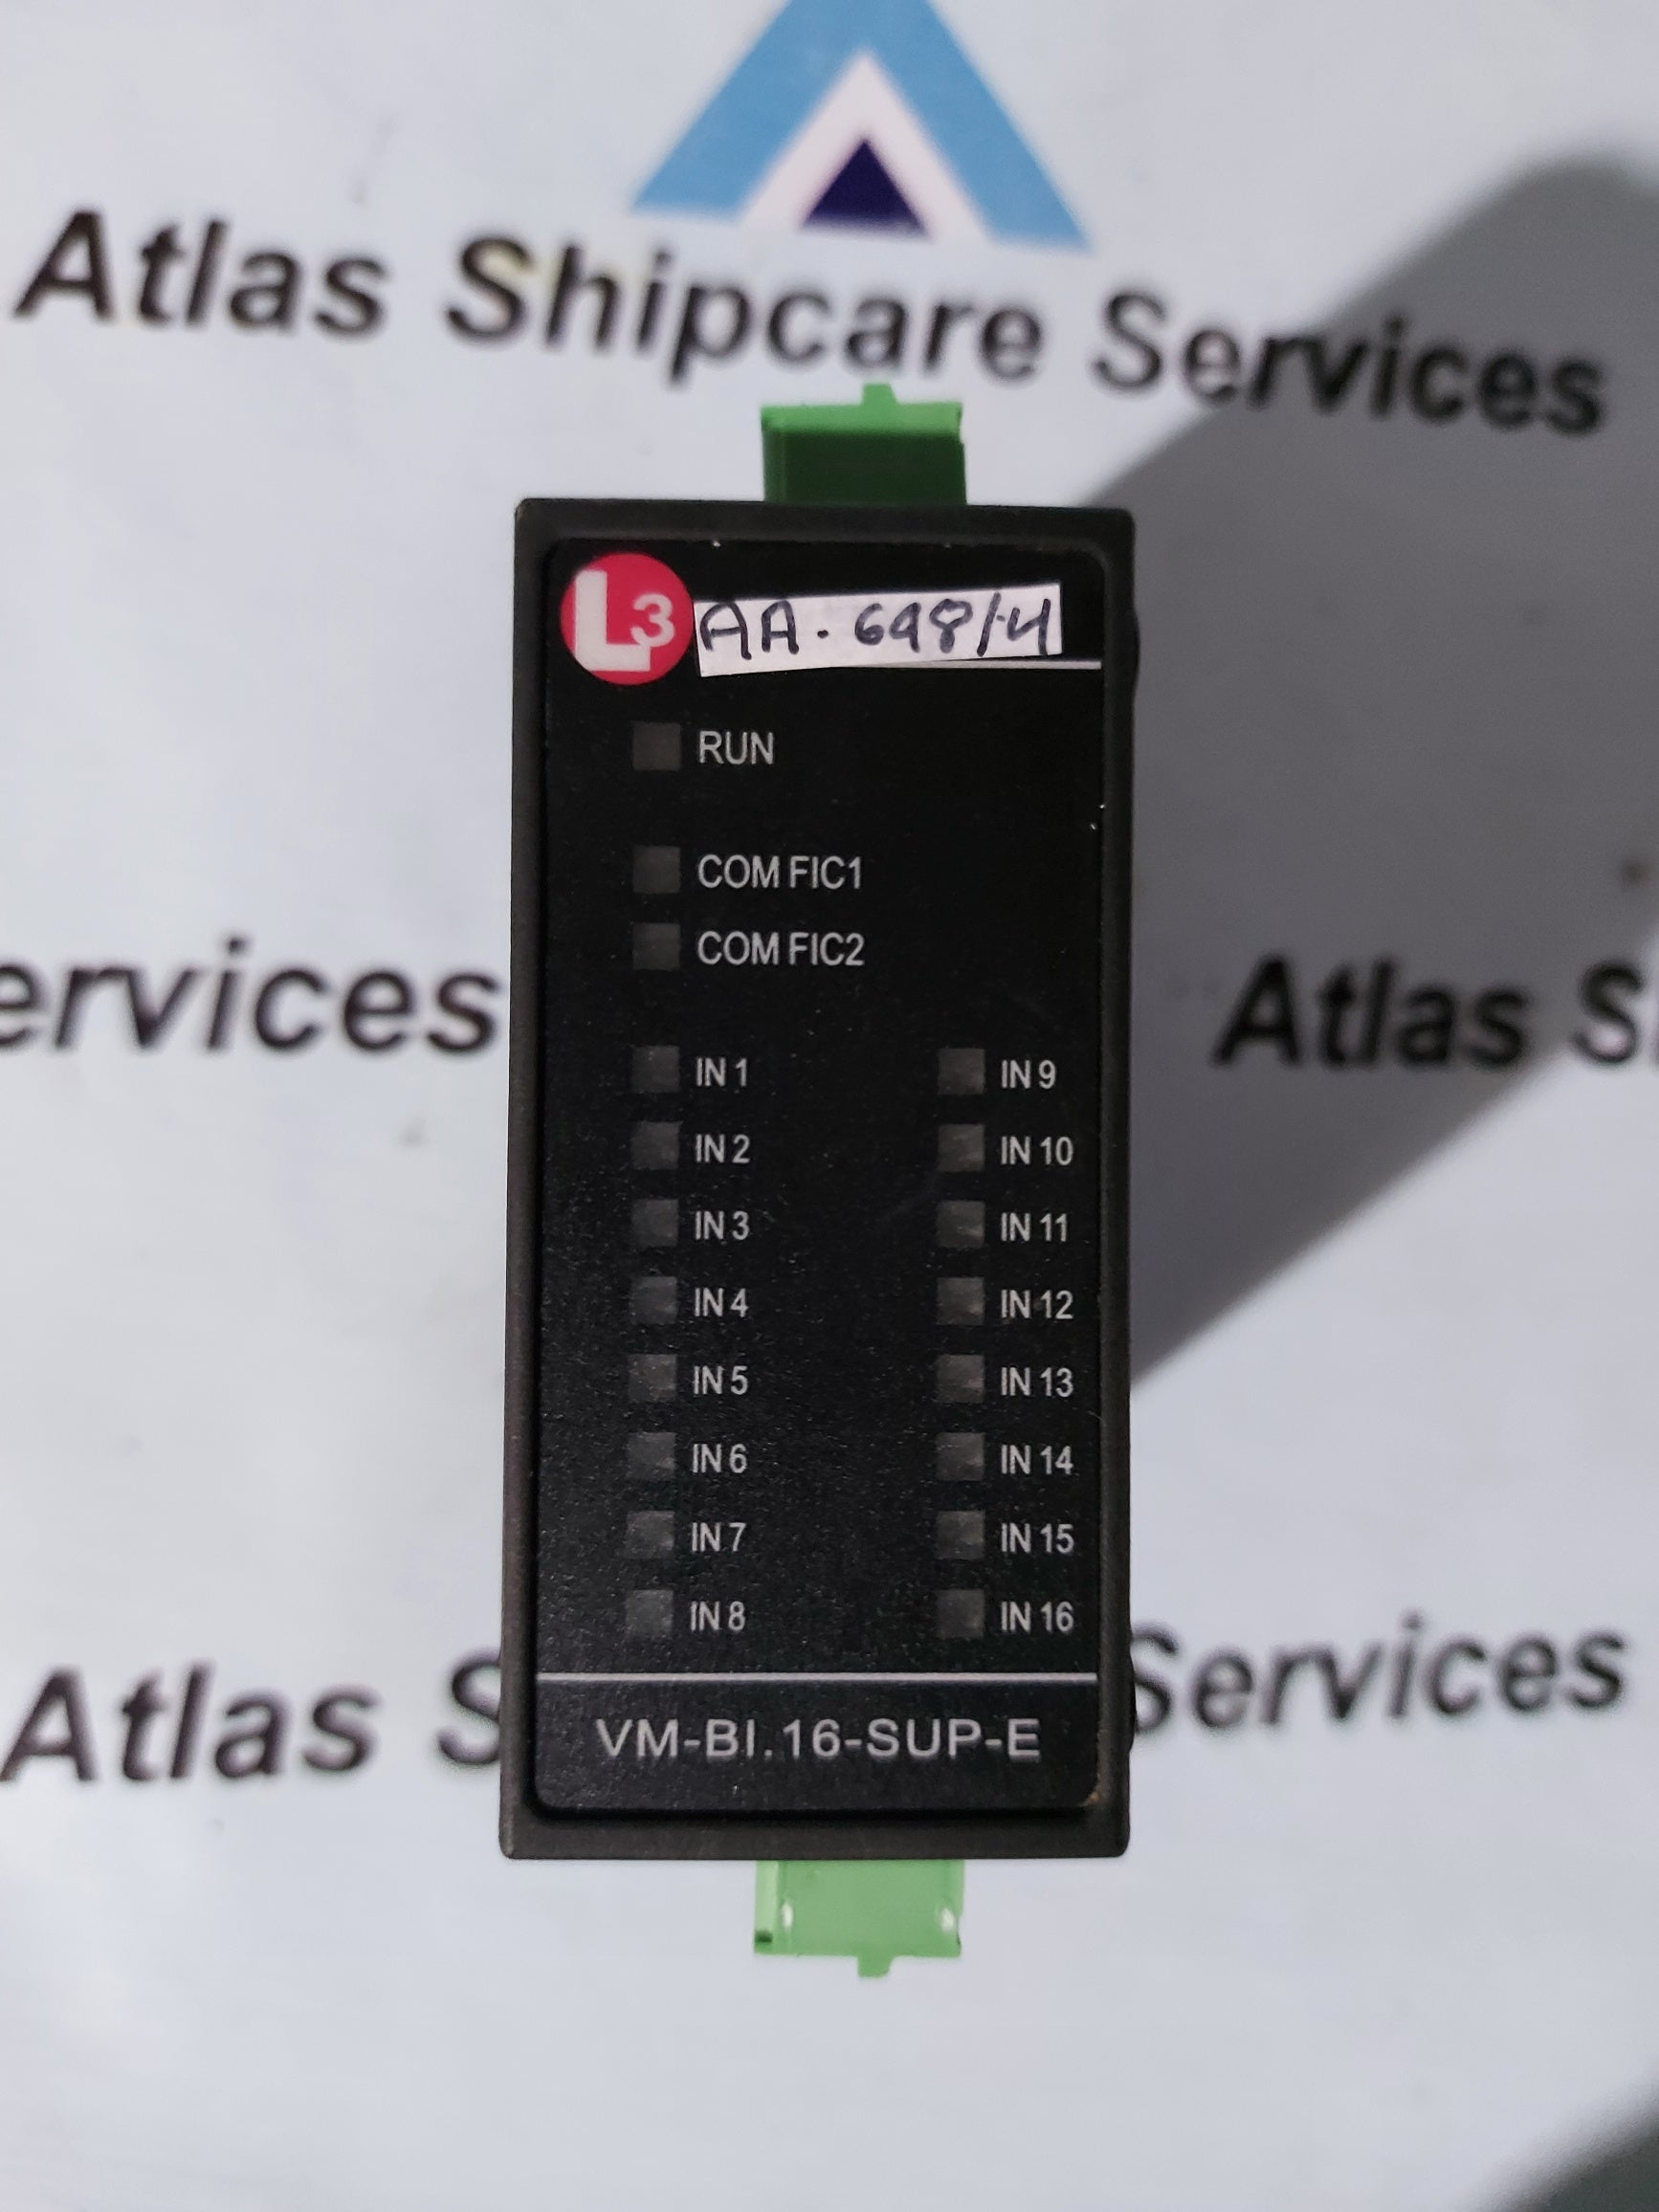 Atlas Shipcare Services
L3
AA. 648/4
RUN
COM FIC1
COM FIC2
ervices
Atlas S
IN 1
IN 2
IN 3
IN 4
IN 5
IN 6
IN 7
IN 8
IN 9
IN 10
IN 11
IN 12
IN 13
IN 14
IN 15
IN 16
Atlas S
Services
VM-BI.16-SUP-E